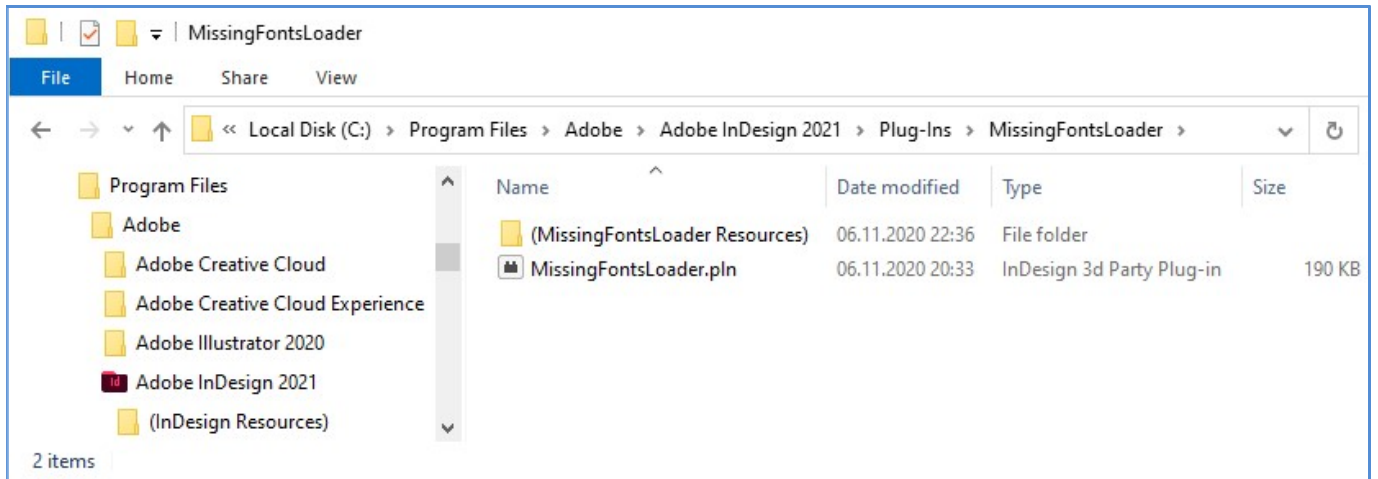 MissingFontsLoader
File Home Share View
« Local Disk (C:) › Program Files › Adobe › Adobe InDesign 2021 › Plug-Ins › MissingFontsLoader ›
Program Files
Name Date modified Type Size
Adobe
(MissingFontsLoader Resources) 06.11.2020 22:36 File folder
Adobe Creative Cloud
MissingFontsLoader.pln 06.11.2020 20:33 InDesign 3d Party Plug-in 190 KB
Adobe Creative Cloud Experience
Adobe Illustrator 2020
Id Adobe InDesign 2021
(InDesign Resources)
2 items